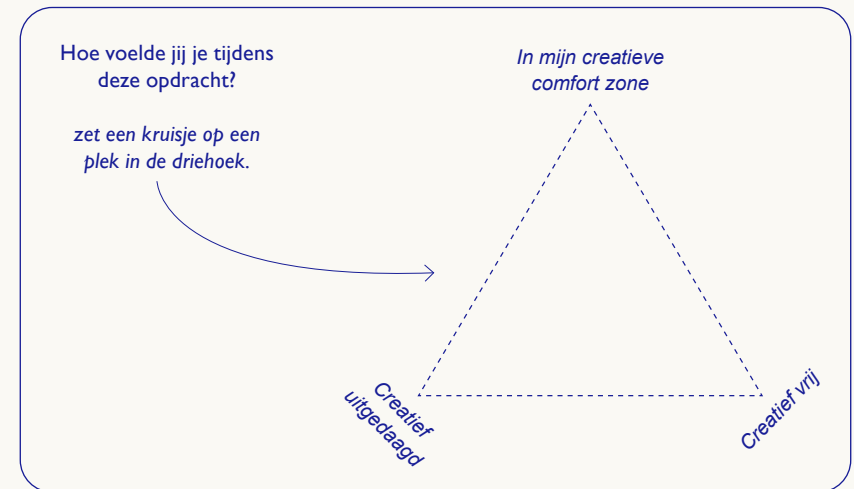 Hoe voelde jij je tijdens
deze opdracht?
zet een kruisje op een
plek in de driehoek.
In mijn creatieve
comfort zone
Creatief
uitgedaagd
Creatief vrij